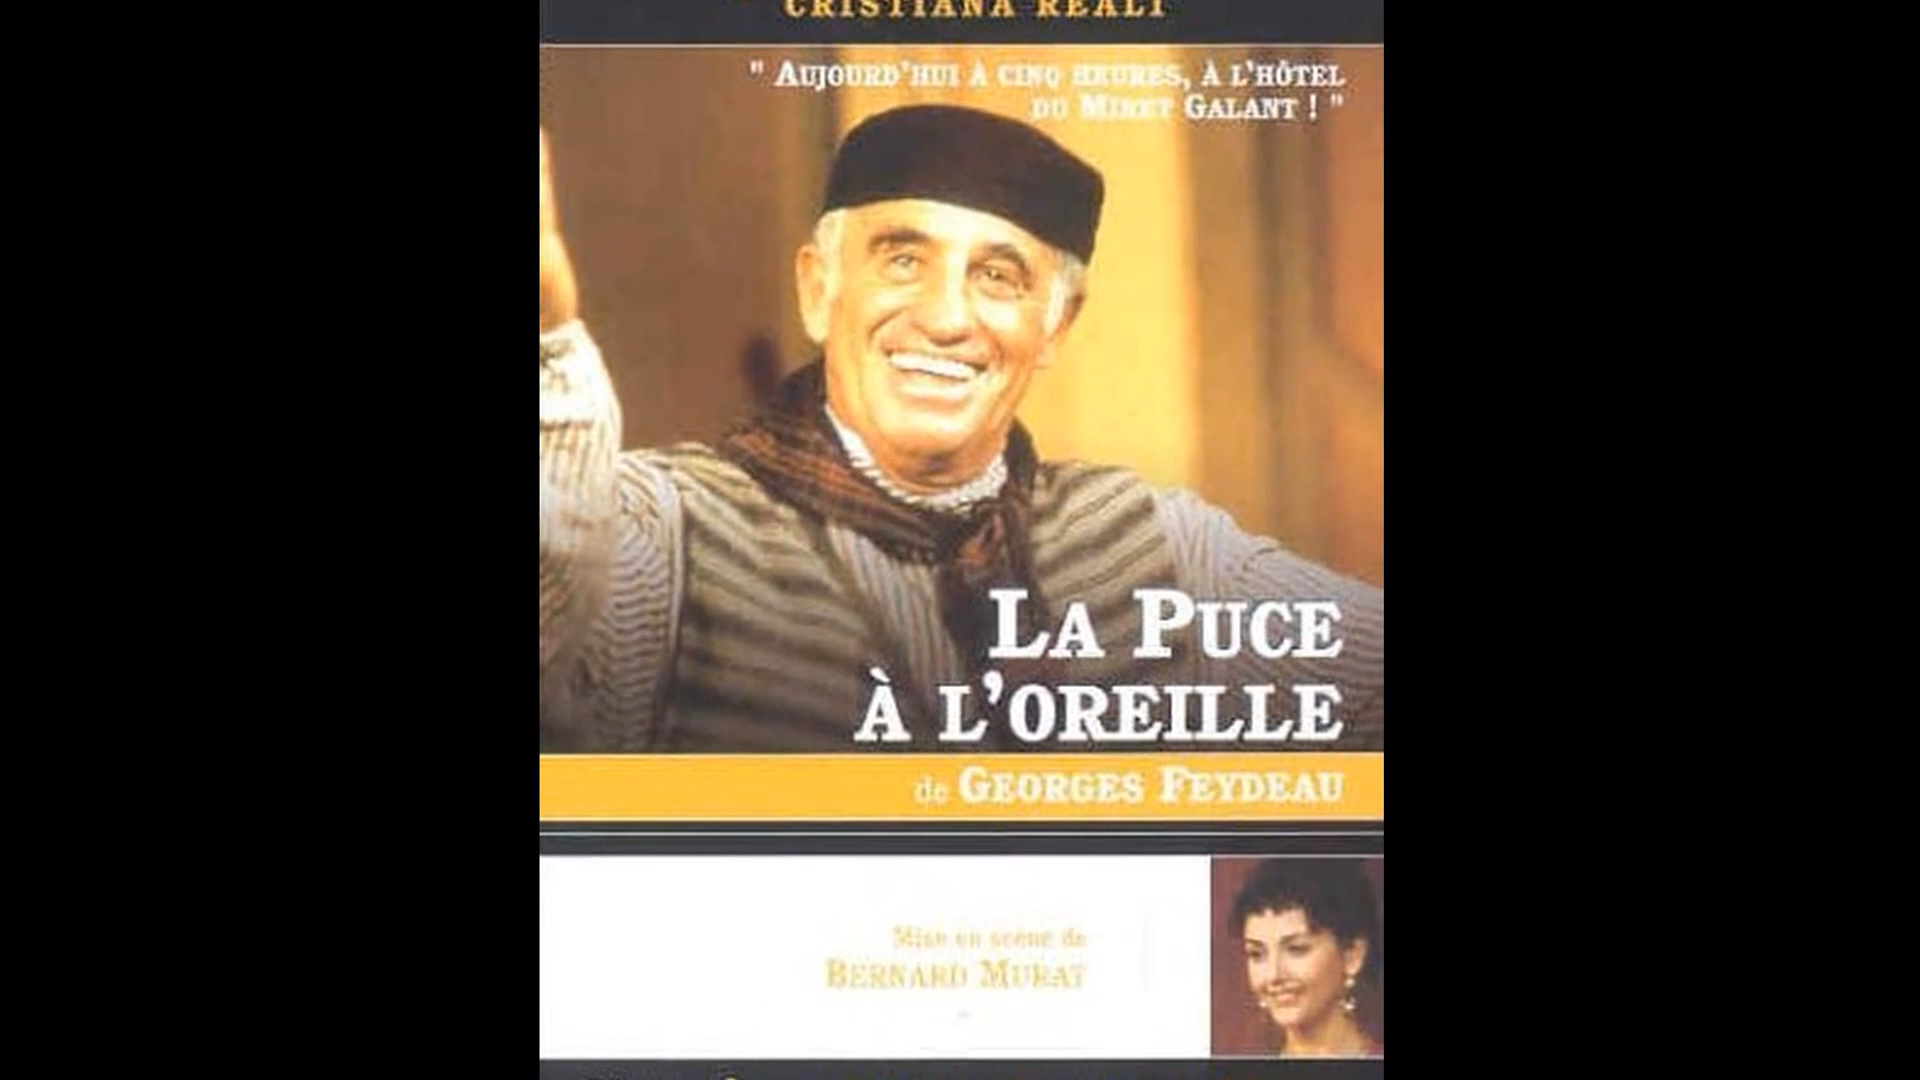 CRISTIANA REALI
" AUJOURD'HUI À CINQ HEURES, À L'HÔTEL
DU MINET GALANT ! "
LA PUCE
À L'OREILLE
de GEORGES FEYDEAU
Mise en scène de
BERNARD MURAT